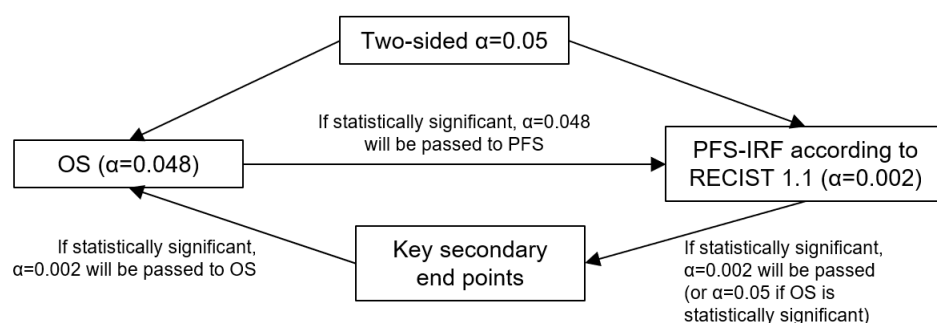 Two-sided α=0.05
If statistically significant, α=0.048
will be passed to PFS
OS (α=0.048)
PFS-IRF according to
RECIST 1.1 (α=0.002)
If statistically significant,
α=0.002 will be passed to OS
Key secondary
end points
If statistically significant,
α=0.002 will be passed
(or α=0.05 if OS is
statistically significant)